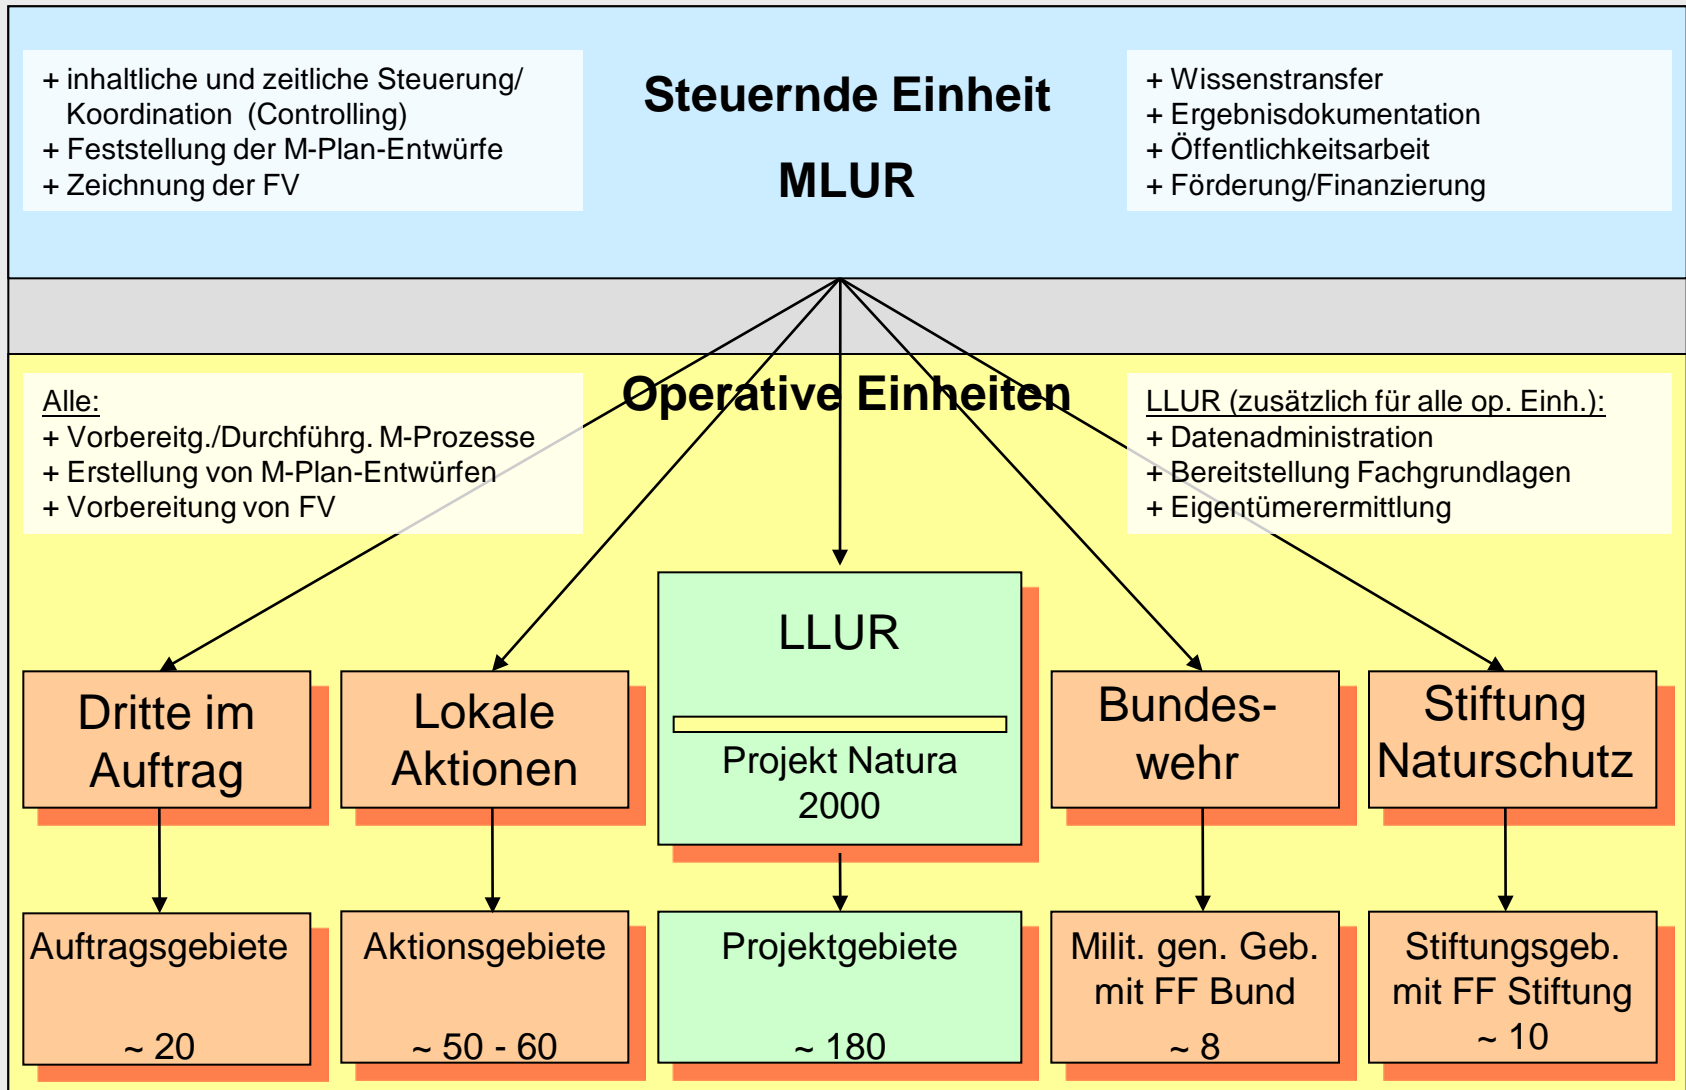 + inhaltliche und zeitliche Steuerung/
Koordination (Controlling)
+ Feststellung der M-Plan-Entwürfe
+ Zeichnung der FV
Steuernde Einheit
MLUR
+ Wissenstransfer
+ Ergebnisdokumentation
+ Öffentlichkeitsarbeit
+ Förderung/Finanzierung
Operative Einheiten
Alle:
+ Vorbereitg./Durchführg. M-Prozesse
+ Erstellung von M-Plan-Entwürfen
+ Vorbereitung von FV
LLUR (zusätzlich für alle op. Einh.):
+ Datenadministration
+ Bereitstellung Fachgrundlagen
+ Eigentümerermittlung
Dritte im
Auftrag
Lokale
Aktionen
LLUR
Projekt Natura
2000
Bundes-
wehr
Stiftung
Naturschutz
Auftragsgebiete
~ 20
Aktionsgebiete
~ 50 - 60
Projektgebiete
~ 180
Milit. gen. Geb.
mit FF Bund
~ 8
Stiftungsgeb.
mit FF Stiftung
~ 10